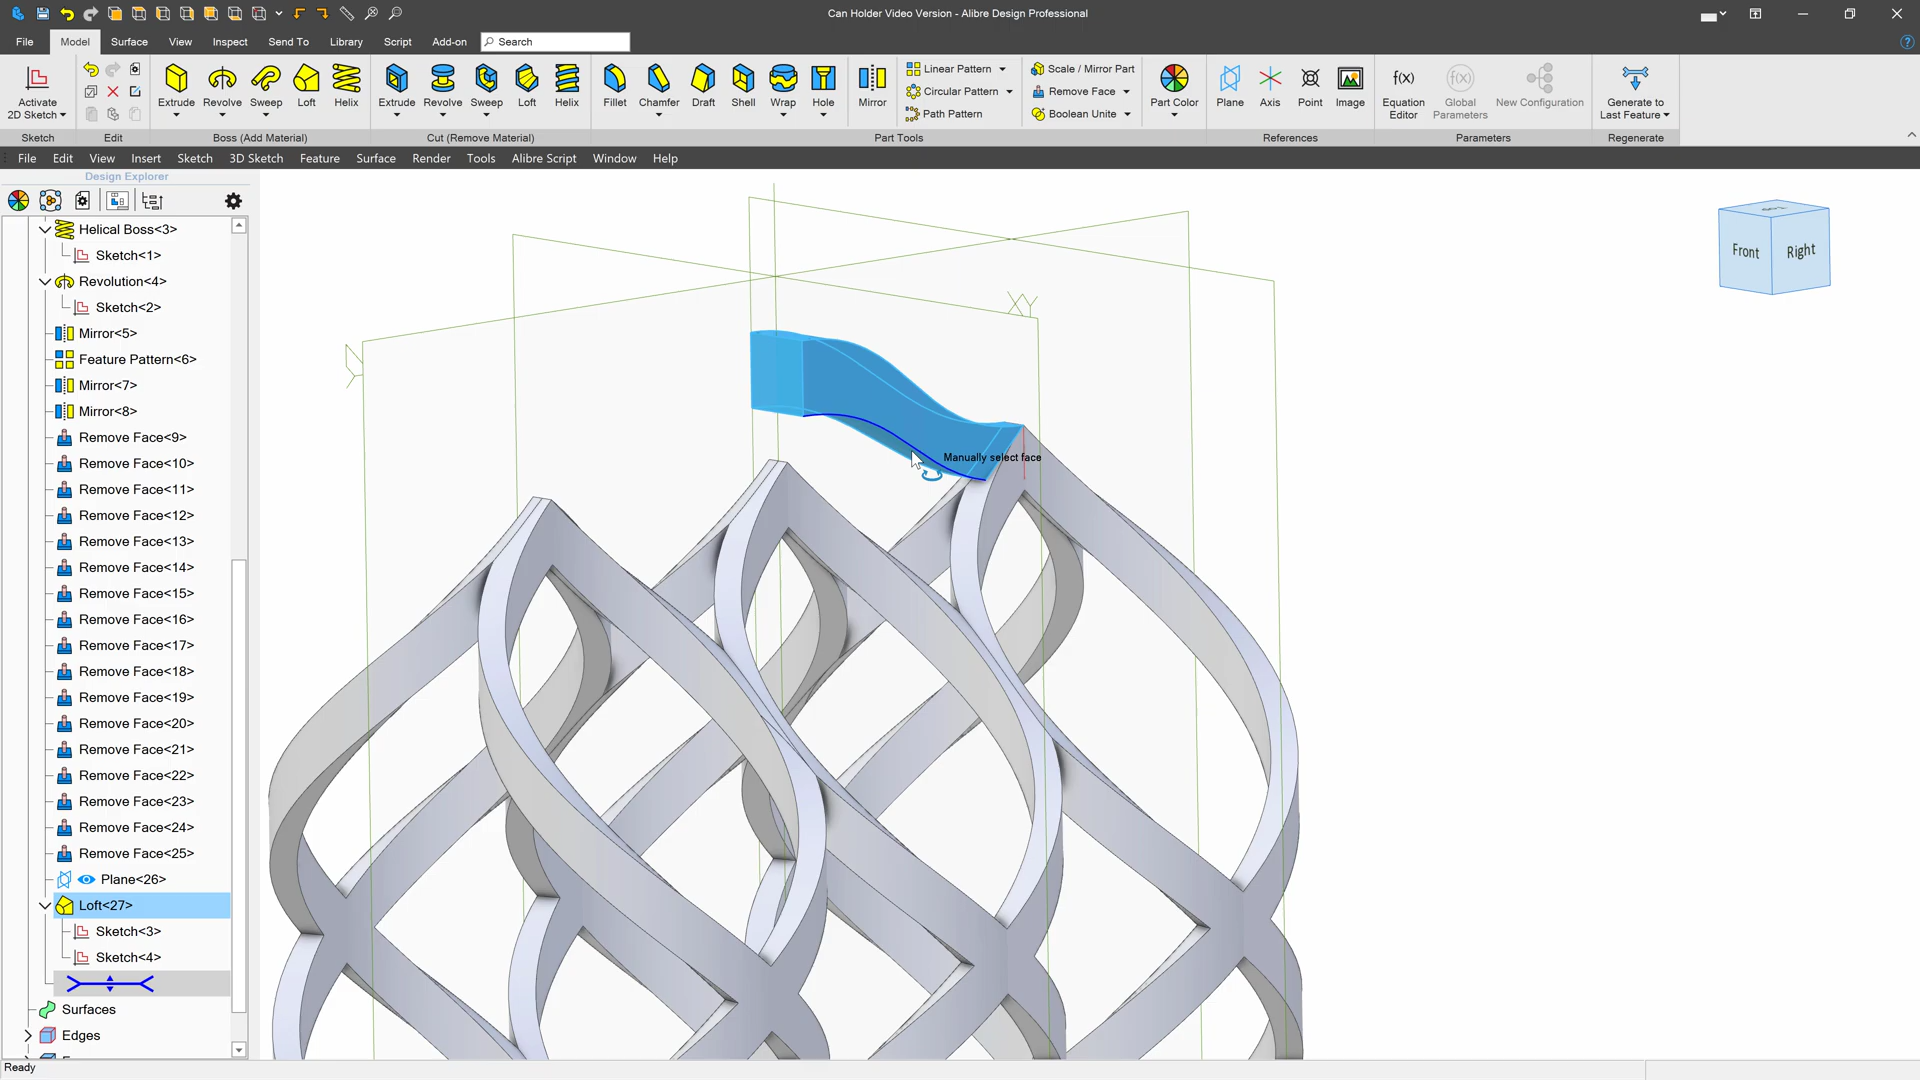 Can Holder Video Version - Alibre Design Professional
File Model Surface View Inspect Send To Library Script Add-on Search
Activate
2D Sketch
Extrude Revolve Sweep Loft Helix
Extrude Revolve Sweep Loft Helix
Fillet Chamfer Draft Shell Wrap Hole Mirror
Linear Pattern
Circular Pattern
Path Pattern
Scale / Mirror Part
Remove Face
Boolean Unite
Part Color
Plane Axis Point Image
f(x)
Equation
Editor
f(x)
Global
Parameters
New Configuration
Generate to
Last Feature
Sketch Edit Boss (Add Material) Cut (Remove Material) Part Tools References Parameters Regenerate
File Edit View Insert Sketch 3D Sketch Feature Surface Render Tools Alibre Script Window Help
Design Explorer
Helical Boss<3>
Sketch<1>
Revolution<4>
Sketch<2>
Mirror<5>
Feature Pattern<6>
Mirror<7>
Mirror<8>
Remove Face<9>
Remove Face<10>
Remove Face<11>
Remove Face<12>
Remove Face<13>
Remove Face<14>
Remove Face<15>
Remove Face<16>
Remove Face<17>
Remove Face<18>
Remove Face<19>
Remove Face<20>
Remove Face<21>
Remove Face<22>
Remove Face<23>
Remove Face<24>
Remove Face<25>
Plane<26>
Loft<27>
Sketch<3>
Sketch<4>
Surfaces
Edges
XY
Manually select face
Top
Front
Right
Ready